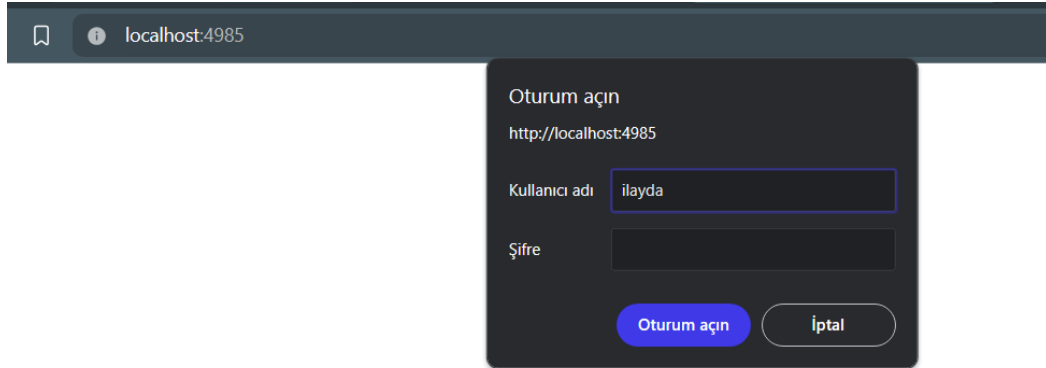 localhost:4985
Oturum açın
http://localhost:4985
Kullanıcı adı ilayda
Şifre
Oturum açın İptal